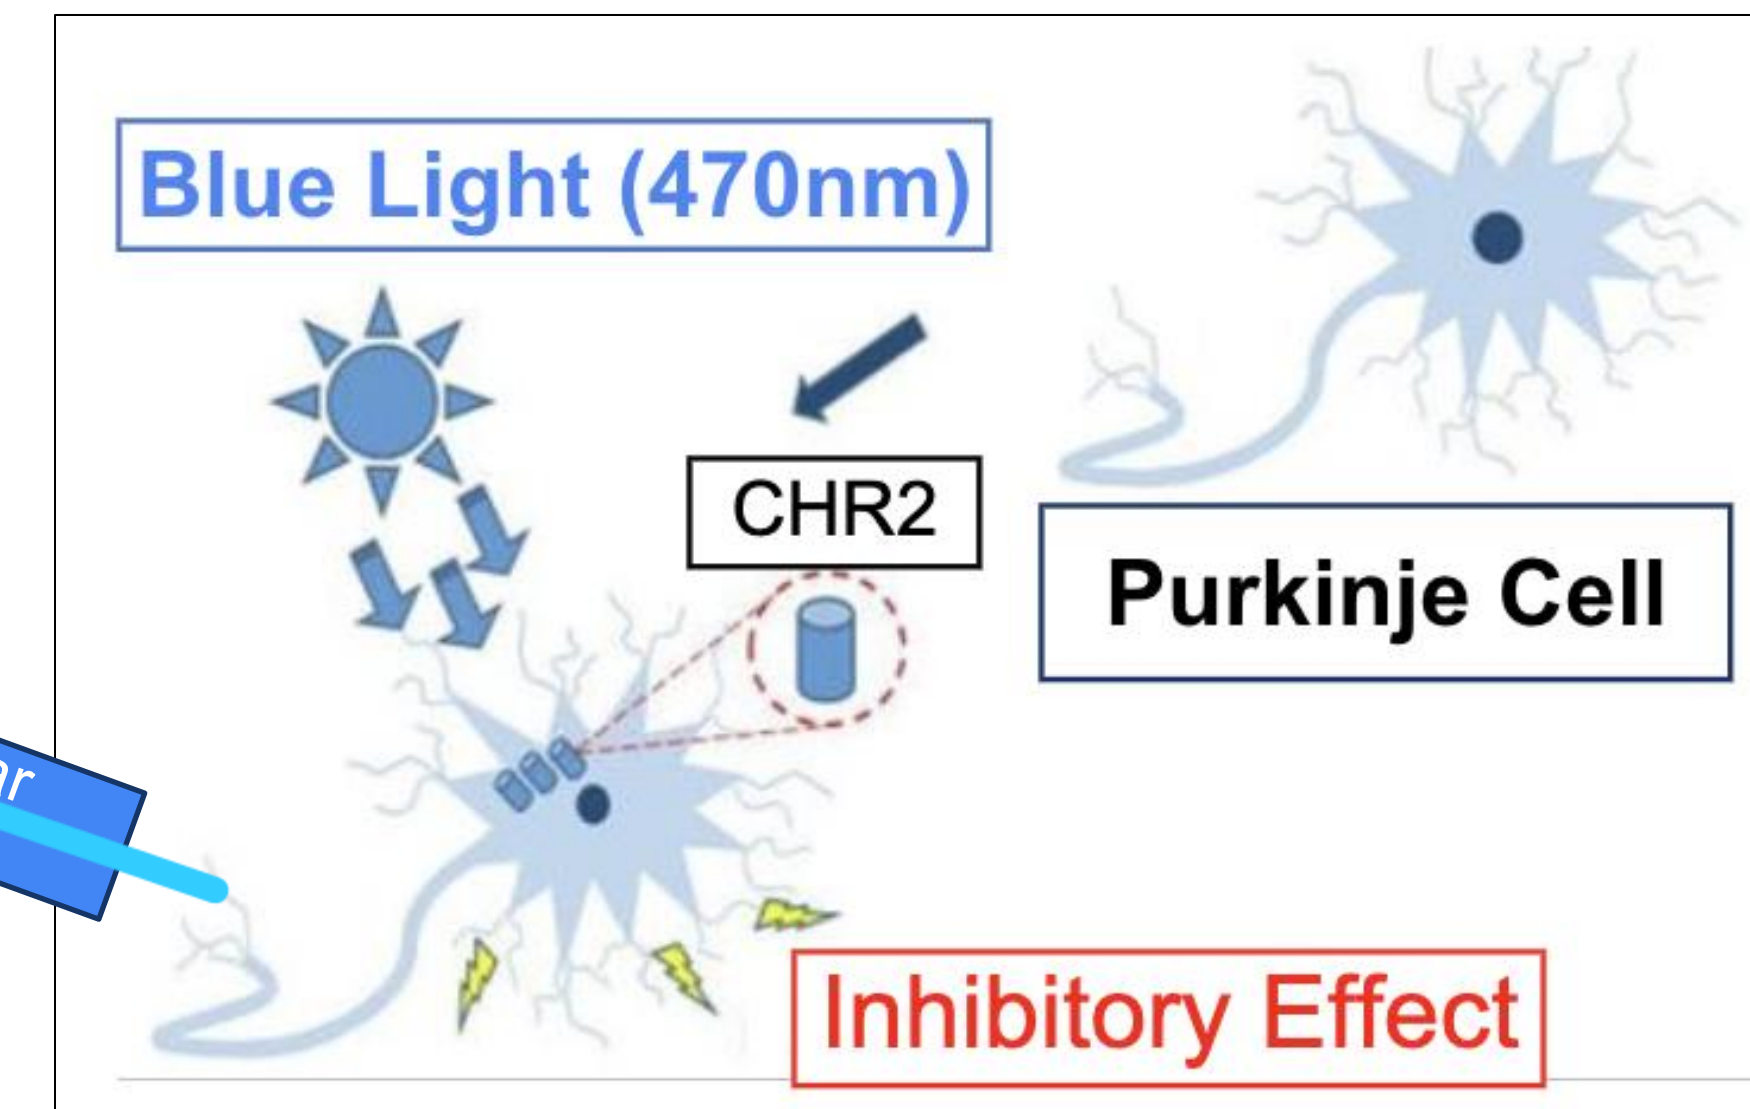 Blue Light (470nm)
CHR2
Purkinje Cell
Inhibitory Effect